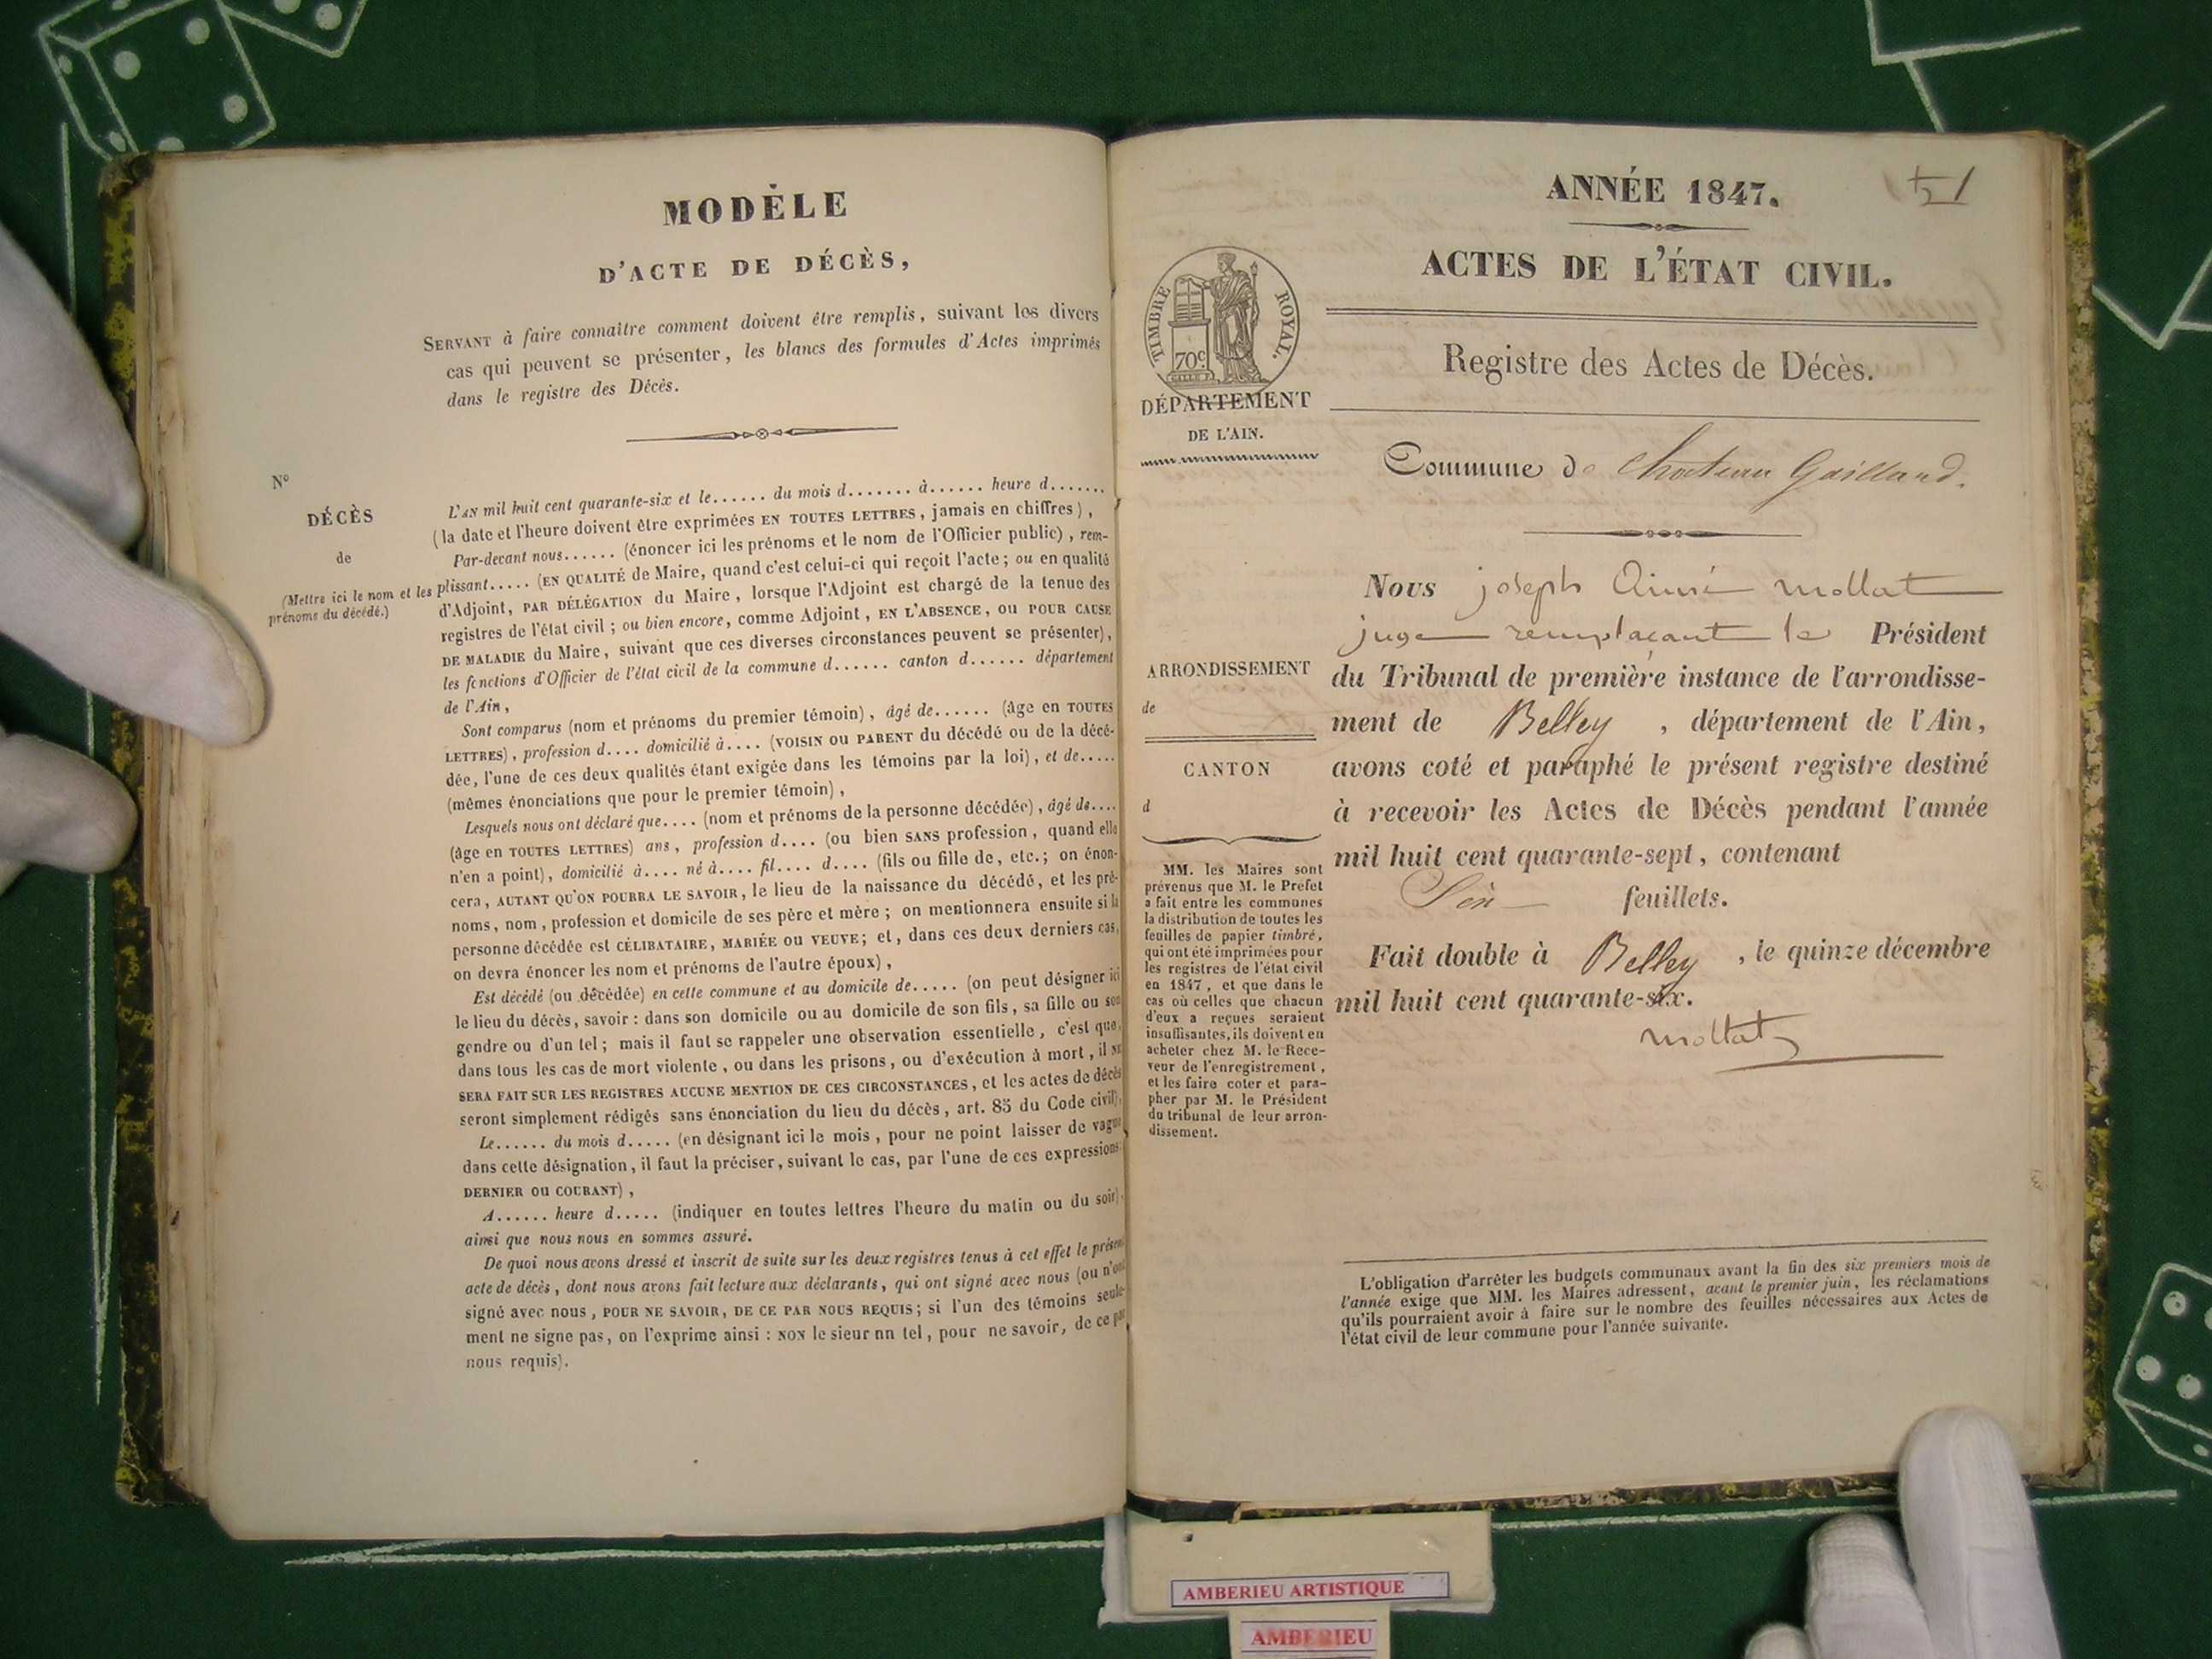 MODÈLE
D'ACTE DE DÉCÈS,
SERVANT à faire connaître comment doivent être remplis, suivant les divers
cas qui peuvent se présenter, les blancs des formules d'Actes imprimés
dans le registre des Décès.
N°
DÉCÈS
de
(Mettre ici le nom et les
prénoms du décédé.)
L'AN mil huit cent quarante-six et le...... du mois d....... à...... heure d.......
(la date et l'heure doivent être exprimées EN TOUTES LETTRES, jamais en chiffres),
Par-devant nous...... (énoncer ici les prénoms et le nom de l'Officier public), rem-
plissant..... (EN QUALITÉ de Maire, quand c'est celui-ci qui reçoit l'acte; ou en qualité
d'Adjoint, PAR DÉLÉGATION du Maire, lorsque l'Adjoint est chargé de la tenue des
registres de l'état civil; ou bien encore, comme Adjoint, EN L'ABSENCE, OU POUR CAUSE
DE MALADIE du Maire, suivant que ces diverses circonstances peuvent se présenter),
les fonctions d'Officier de l'état civil de la commune d...... canton d...... département
de l'Ain,
Sont comparus (nom et prénoms du premier témoin), âgé de...... (âge en TOUTES
LETTRES), profession d.... domicilié à.... (VOISIN OU PARENT du décédé ou de la décé-
dée, l'une de ces deux qualités étant exigée dans les témoins par la loi), et de.....
(mêmes énonciations que pour le premier témoin),
Lesquels nous ont déclaré que.... (nom et prénoms de la personne décédée), âgé de....
(âge en TOUTES LETTRES) ans, profession d.... (ou bien SANS profession, quand elle
n'en a point), domicilié à.... né à.... fil.... d.... (fils ou fille de, etc.; on énon-
cera, AUTANT QU'ON POURRA LE SAVOIR, le lieu de la naissance du décédé, et les pré-
noms, nom, profession et domicile de ses père et mère; on mentionnera ensuite si la
personne décédée est CÉLIBATAIRE, MARIÉE OU VEUVE; et, dans ces deux derniers cas,
on devra énoncer les nom et prénoms de l'autre époux),
Est décédé (ou décédée) en cette commune et au domicile de..... (on peut désigner ici
le lieu du décès, savoir: dans son domicile ou au domicile de son fils, sa fille ou son
gendre ou d'un tel; mais il faut se rappeler une observation essentielle, c'est que,
dans tous les cas de mort violente, ou dans les prisons, ou d'exécution à mort, il NE
SERA FAIT SUR LES REGISTRES AUCUNE MENTION DE CES CIRCONSTANCES, et les actes de décès
seront simplement rédigés sans énonciation du lieu du décès, art. 85 du Code civil),
Le...... du mois d..... (en désignant ici le mois, pour ne point laisser de vague
dans cette désignation, il faut la préciser, suivant le cas, par l'une de ces expressions:
DERNIER OU COURANT),
A...... heure d..... (indiquer en toutes lettres l'heure du matin ou du soir),
ainsi que nous nous en sommes assuré.
De quoi nous avons dressé et inscrit de suite sur les deux registres tenus à cet effet le présen
acte de décès, dont nous avons fait lecture aux déclarants, qui ont signé avec nous (ou n'ont
signé avec nous, POUR NE SAVOIR, DE CE PAR NOUS REQUIS; si l'un des témoins seule-
ment ne signe pas, on l'exprime ainsi: NON le sieur nn tel, pour ne savoir, de ce par
nous requis).
ANNÉE 1847.
ACTES DE L'ÉTAT CIVIL.
TIMBRE ROYAL.
70c
DÉPARTEMENT
DE L'AIN.
Registre des Actes de Décès.
Commune de Chateau Gaillard.
Nous joseph Aimé mollat
juge remplaçant le Président
du Tribunal de première instance de l'arrondisse-
ment de Belley, département de l'Ain,
avons coté et paraphé le présent registre destiné
à recevoir les Actes de Décès pendant l'année
mil huit cent quarante-sept, contenant
feuillets.
Fait double à Belley, le quinze décembre
mil huit cent quarante-six.
mollat
ARRONDISSEMENT
de
CANTON
d
MM. les Maires sont
prévenus que M. le Préfet
a fait entre les communes
la distribution de toutes les
feuilles de papier timbré,
qui ont été imprimées pour
les registres de l'état civil
en 1847, et que dans le
cas où celles que chacun
d'eux a reçues seraient
insuffisantes, ils doivent en
acheter chez M. le Rece-
veur de l'enregistrement,
et les faire coter et para-
pher par M. le Président
du tribunal de leur arron-
dissement.
L'obligation d'arrêter les budgets communaux avant la fin des six premiers mois de
l'année exige que MM. les Maires adressent, avant le premier juin, les réclamations
qu'ils pourraient avoir à faire sur le nombre des feuilles nécessaires aux Actes de
l'état civil de leur commune pour l'année suivante.
AMBERIEU ARTISTIQUE
AMBERIEU